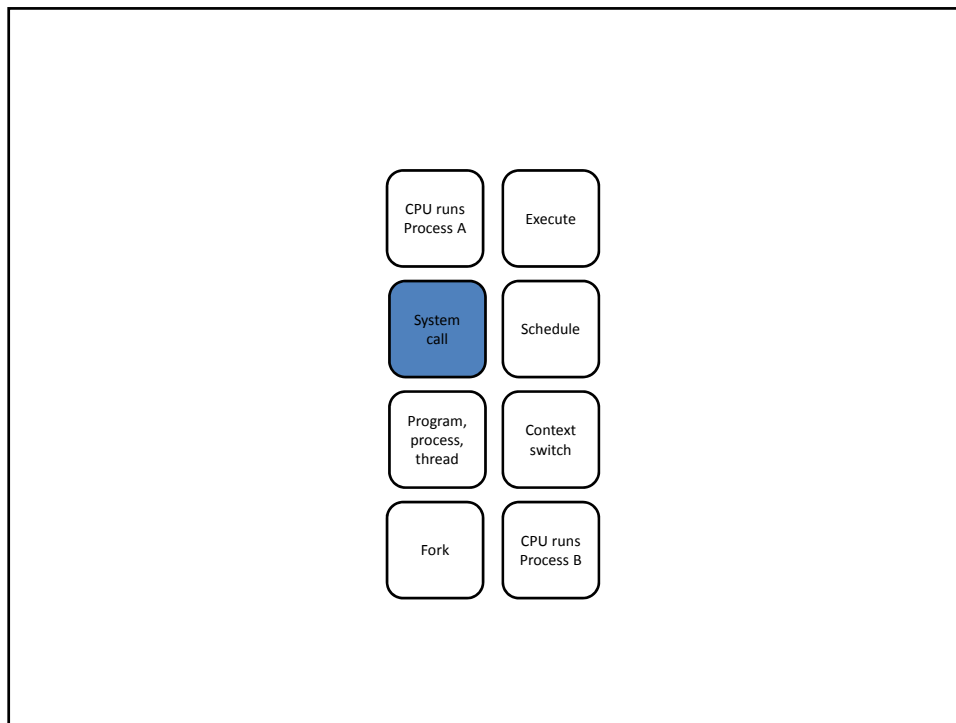 CPU runs
Process A
Execute
System
call
Schedule
Program,
process,
thread
Context
switch
Fork
CPU runs
Process B